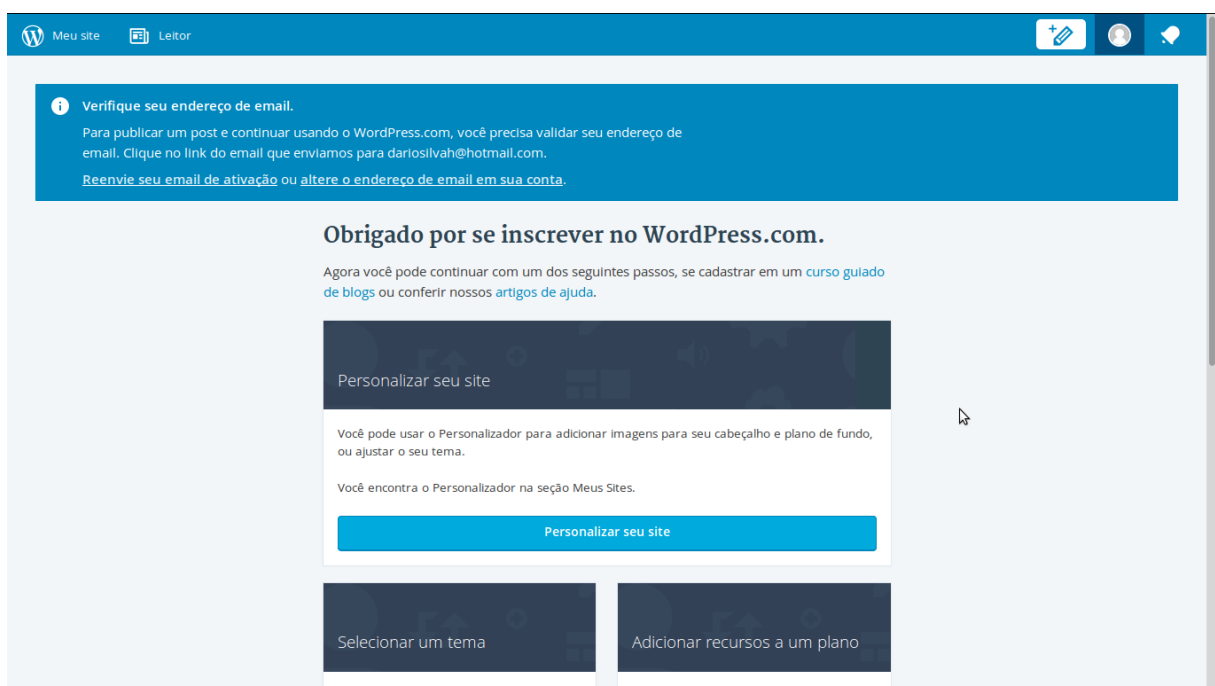 Meu site
Leitor
Verifique seu endereço de email.
Para publicar um post e continuar usando o WordPress.com, você precisa validar seu endereço de
email. Clique no link do email que enviamos para dariosilvah@hotmail.com.
Reenvie seu email de ativação ou altere o endereço de email em sua conta.
Obrigado por se inscrever no WordPress.com.
Agora você pode continuar com um dos seguintes passos, se cadastrar em um curso guiado
de blogs ou conferir nossos artigos de ajuda.
Personalizar seu site
Você pode usar o Personalizador para adicionar imagens para seu cabeçalho e plano de fundo,
ou ajustar o seu tema.
Você encontra o Personalizador na seção Meus Sites.
Personalizar seu site
Selecionar um tema
Adicionar recursos a um plano